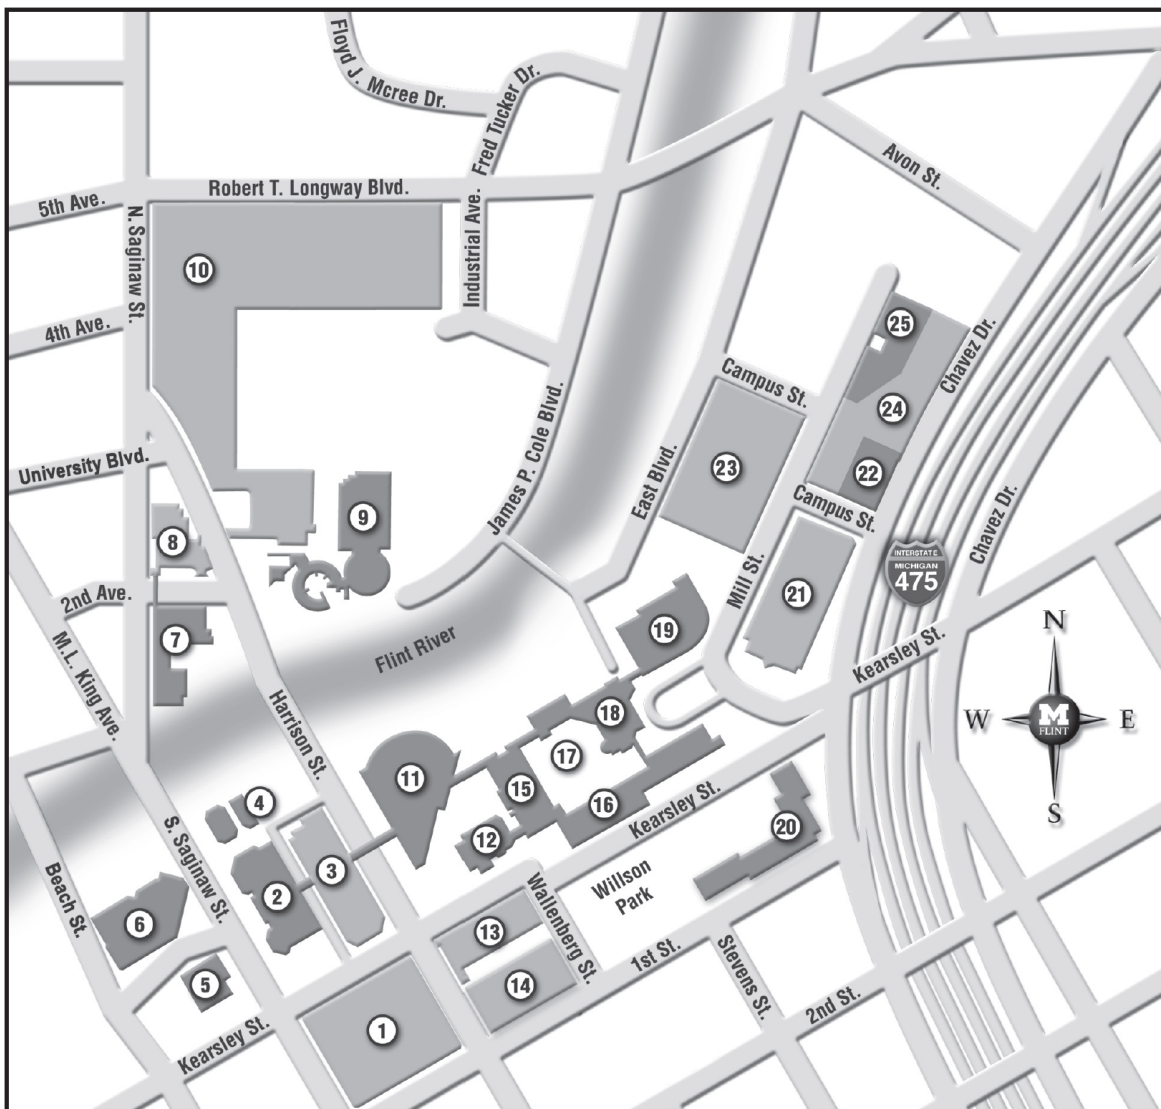 Floyd J. Mcree Dr.
Fred Tucker Dr.
Avon St.
Robert T. Longway Blvd.
5th Ave.
N. Saginaw St.
Industrial Ave.
10
25
4th Ave.
Chavez Dr.
Campus St.
24
James P. Cole Blvd.
University Blvd.
East Blvd.
23
22
Campus St.
9
8
Chavez Dr.
INTERSTATE
MICHIGAN
475
Mill St.
21
2nd Ave.
7
19
N
Kearsley St.
Flint River
M.L. King Ave.
W
M
FLINT
E
S
Harrison St.
18
17
11
15
16
Kearsley St.
4
12
20
S. Saginaw St.
3
2
Willson
Park
Beach St.
6
Wallenberg St.
13
1st St.
Stevens St.
5
14
2nd St.
1
Kearsley St.